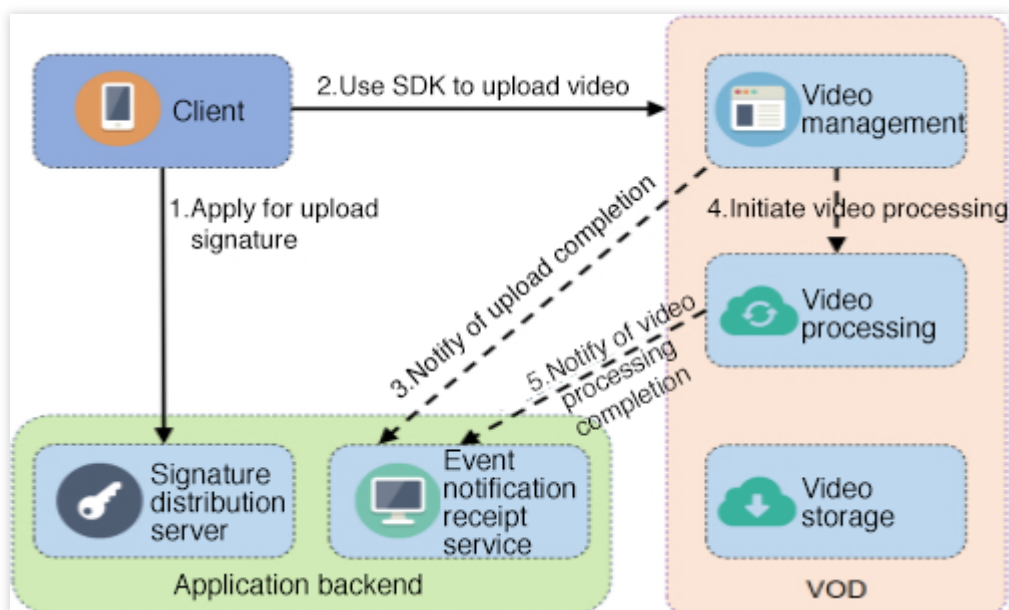 Client
2.Use SDK to upload video
Video
management
1.Apply for upload
signature
3.Notify of upload completion
4.Initiate video processing
Video
processing
5.Notify of video
processing
completion
Signature
distribution
server
Event
notification
receipt
service
Video
storage
Application backend
VOD